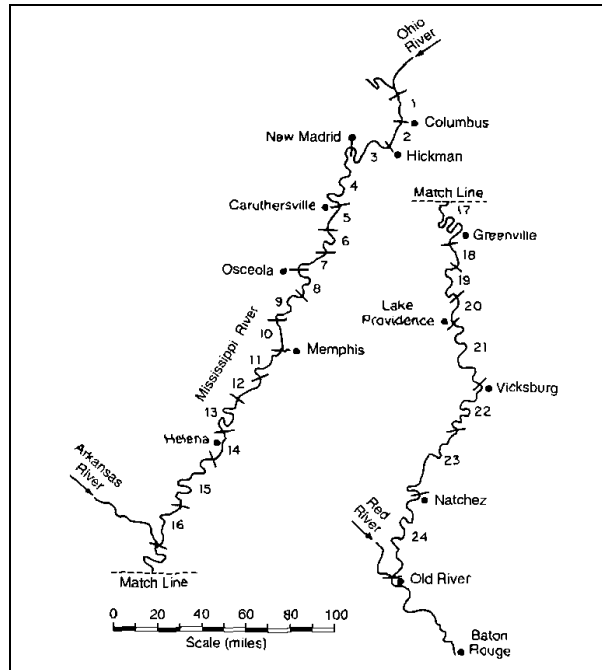 Ohio
River
1
2
Columbus
New Madrid
3
Hickman
4
Match Line
17
Caruthersville
5
Greenville
6
18
7
Osceola
19
8
9
20
Lake
Providence
10
Mississippi River
21
Memphis
11
12
Vicksburg
13
22
Helena
14
23
Arkansas
River
15
Natchez
16
Red
River
24
Match Line
Old River
0 20 40 60 80 100
Scale (miles)
Baton
Rouge